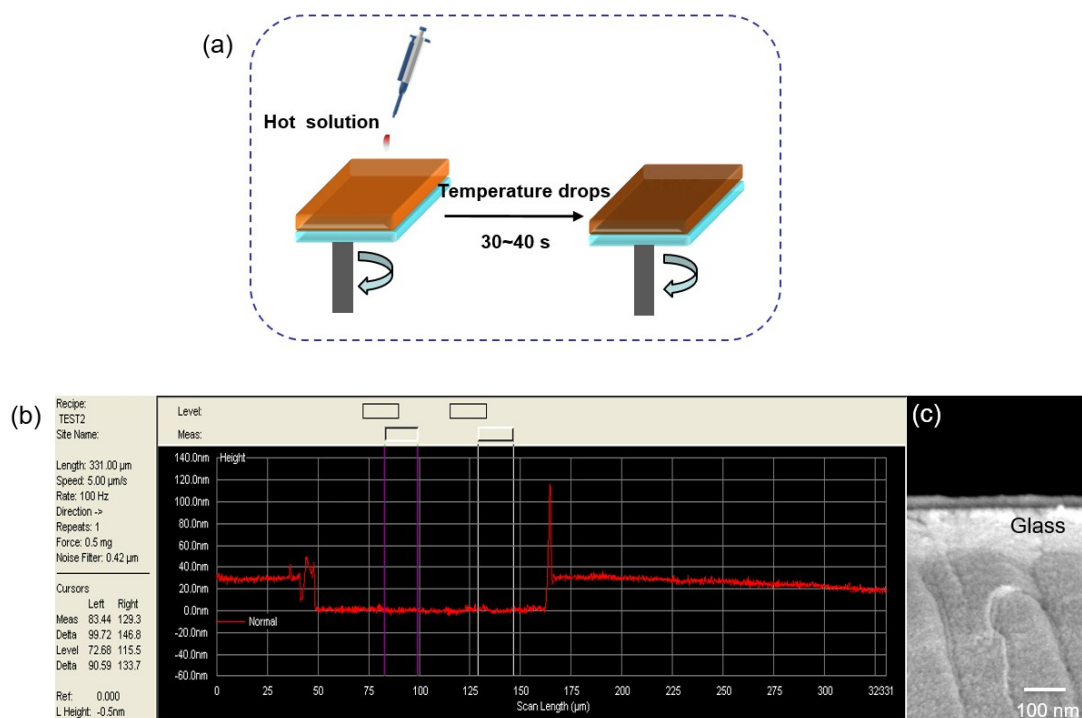 (a)
Hot solution
Temperature drops
30~40 s
(b)
Recipe:
TEST2
Site Name:
Length: 331.00 µm
Speed: 5.00 µm/s
Rate: 100 Hz
Direction ->
Repeats: 1
Force: 0.5 mg
Noise Filter: 0.42 µm
Cursors
Left Right
Meas 83.44 129.3
Delta 99.72 146.8
Level 72.68 115.5
Delta 90.59 133.7
Ref: 0.000
L Height: -0.5nm
Level:
Meas:
140.0nm
Height
120.0nm
100.0nm
80.0nm
60.0nm
40.0nm
20.0nm
0.0nm
Normal
-20.0nm
-40.0nm
-60.0nm
0 25 50 75 100 125 150 175 200 225 250 275 300 32331
Scan Length (µm)
(c)
Glass
100 nm